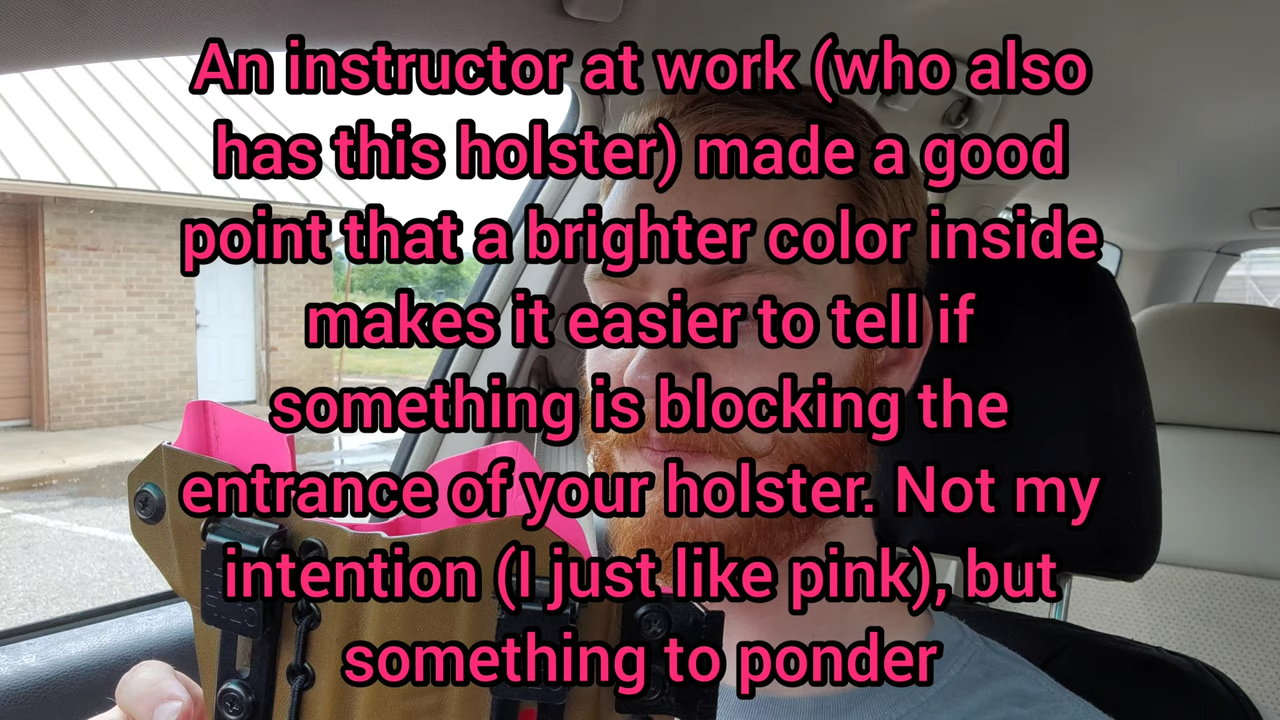 An instructor at work (who also
has this holster) made a good
point that a brighter color inside
makes it easier to tell if
something is blocking the
entrance of your holster. Not my
intention (I just like pink), but
something to ponder